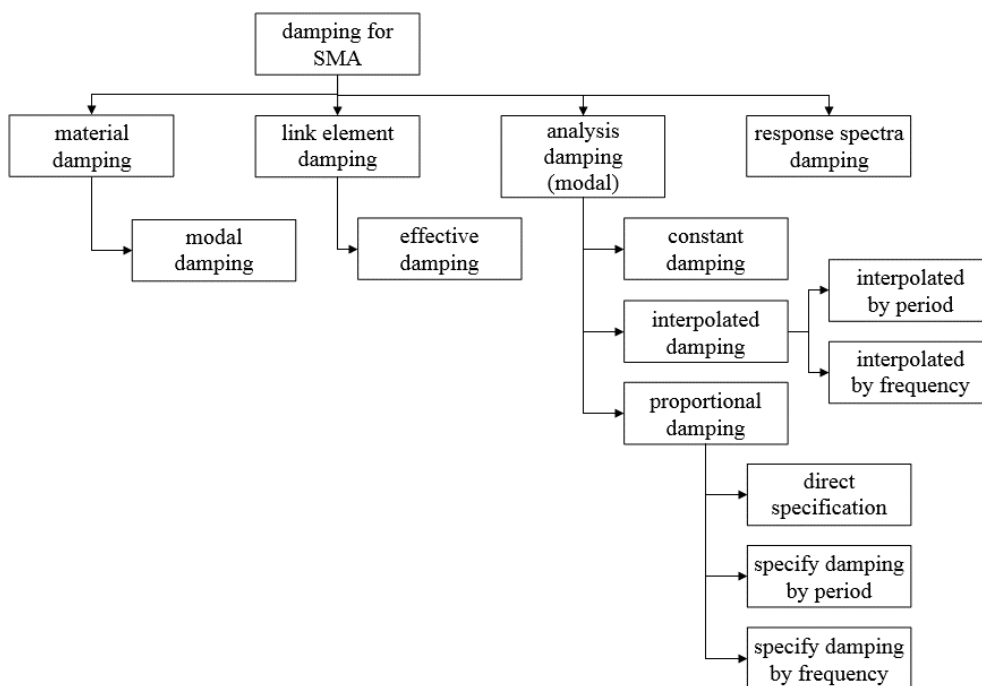 damping for
SMA
material
damping
link element
damping
analysis
damping
(modal)
response spectra
damping
modal
damping
effective
damping
constant
damping
interpolated
damping
interpolated
by period
interpolated
by frequency
proportional
damping
direct
specification
specify damping
by period
specify damping
by frequency